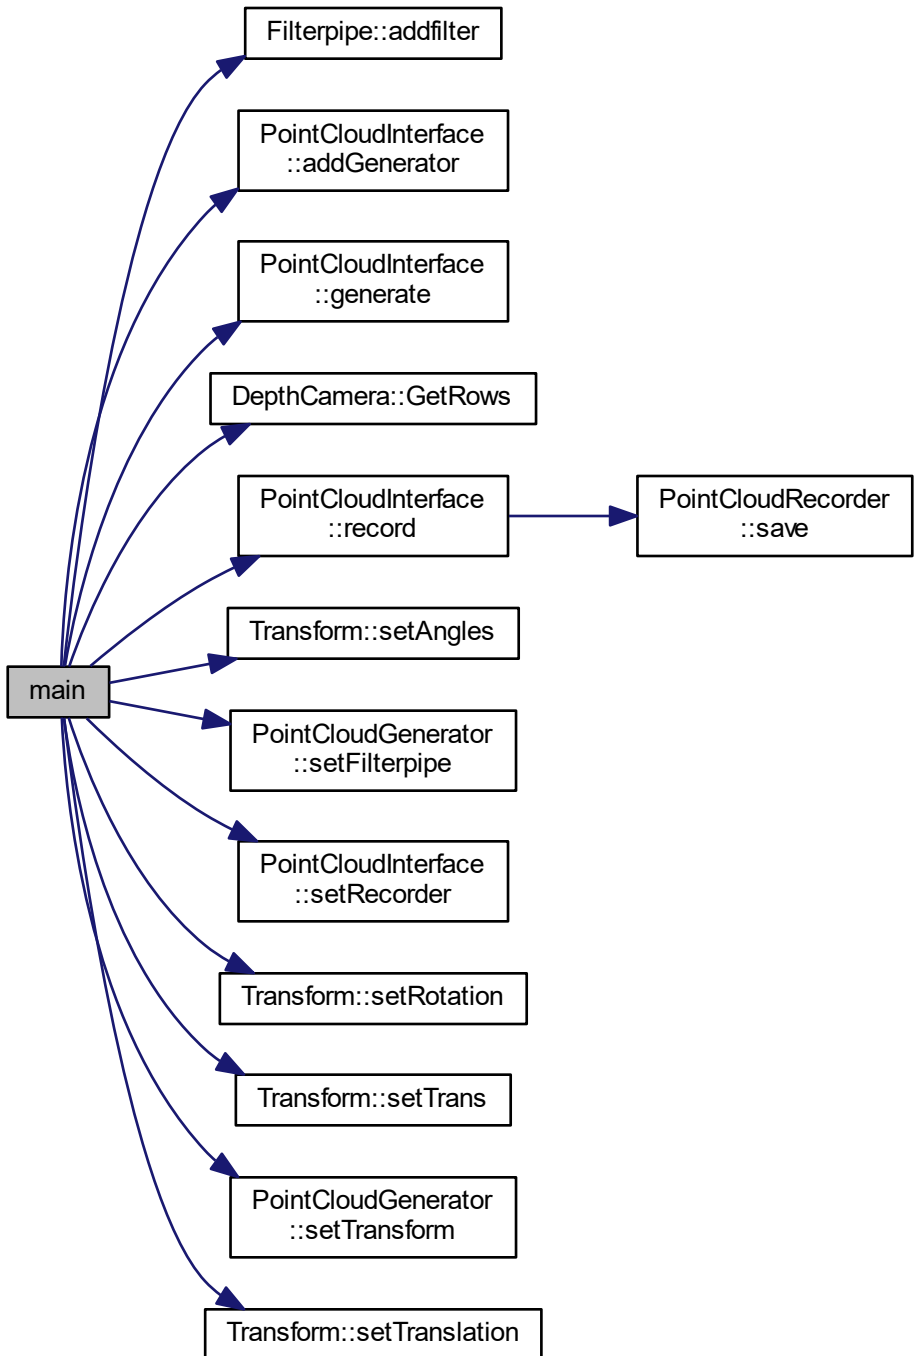 Filterpipe::addfilter
PointCloudInterface
::addGenerator
PointCloudInterface
::generate
DepthCamera::GetRows
PointCloudInterface
::record
PointCloudRecorder
::save
Transform::setAngles
main
PointCloudGenerator
::setFilterpipe
PointCloudInterface
::setRecorder
Transform::setRotation
Transform::setTrans
PointCloudGenerator
::setTransform
Transform::setTranslation